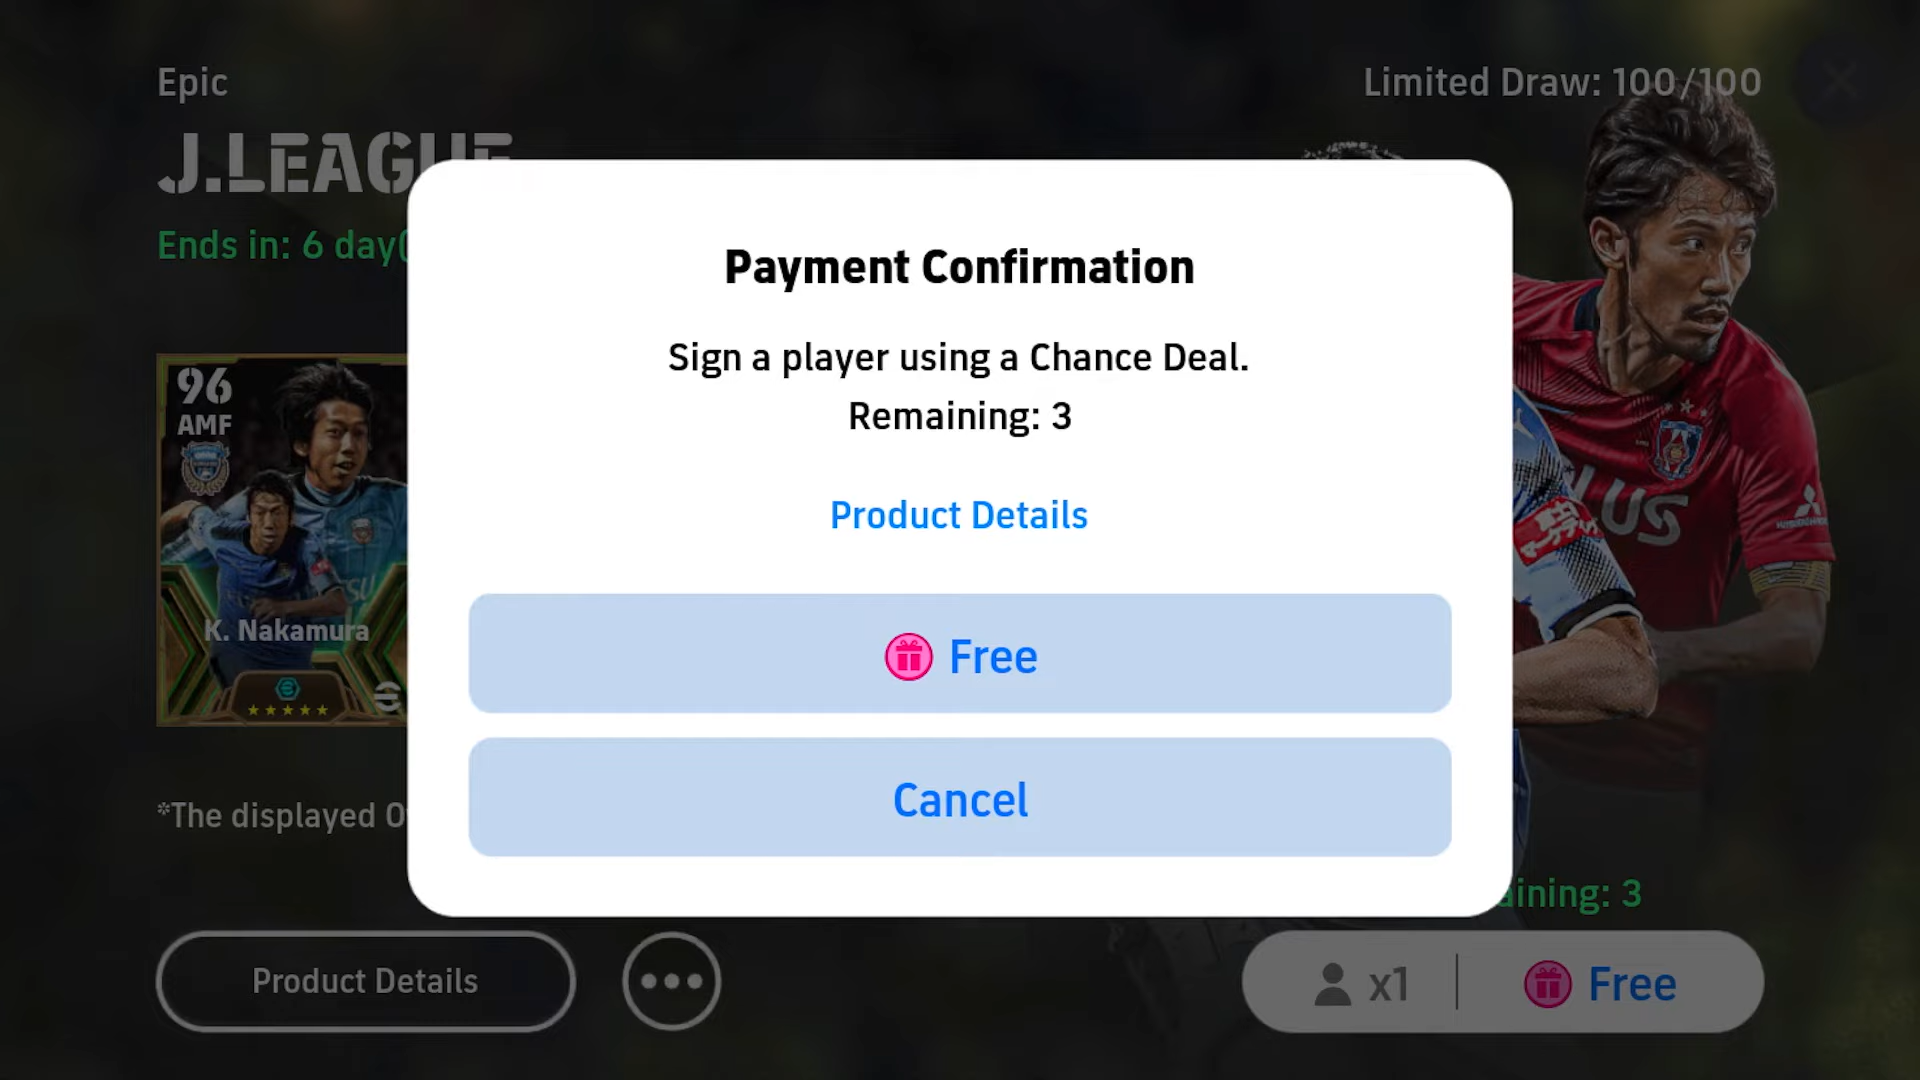 Epic
Limited Draw: 100/100
J.LEAGUE
Ends in: 6 day(
Payment Confirmation
Sign a player using a Chance Deal.
Remaining: 3
Product Details
Free
Cancel
96
AMF
K. Nakamura
*The displayed O
aining: 3
Product Details
x1
Free